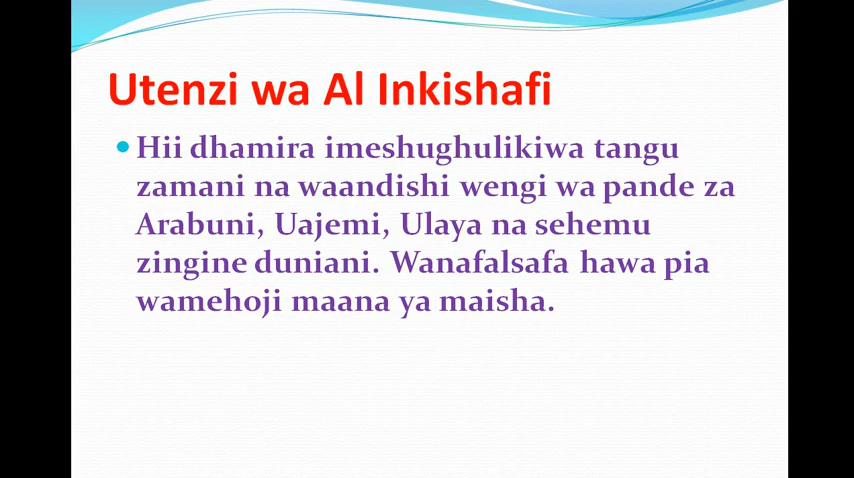 Utenzi wa Al Inkishafi
Hii dhamira imeshughulikiwa tangu
zamani na waandishi wengi wa pande za
Arabuni, Uajemi, Ulaya na sehemu
zingine duniani. Wanafalsafa hawa pia
wamehoji maana ya maisha.